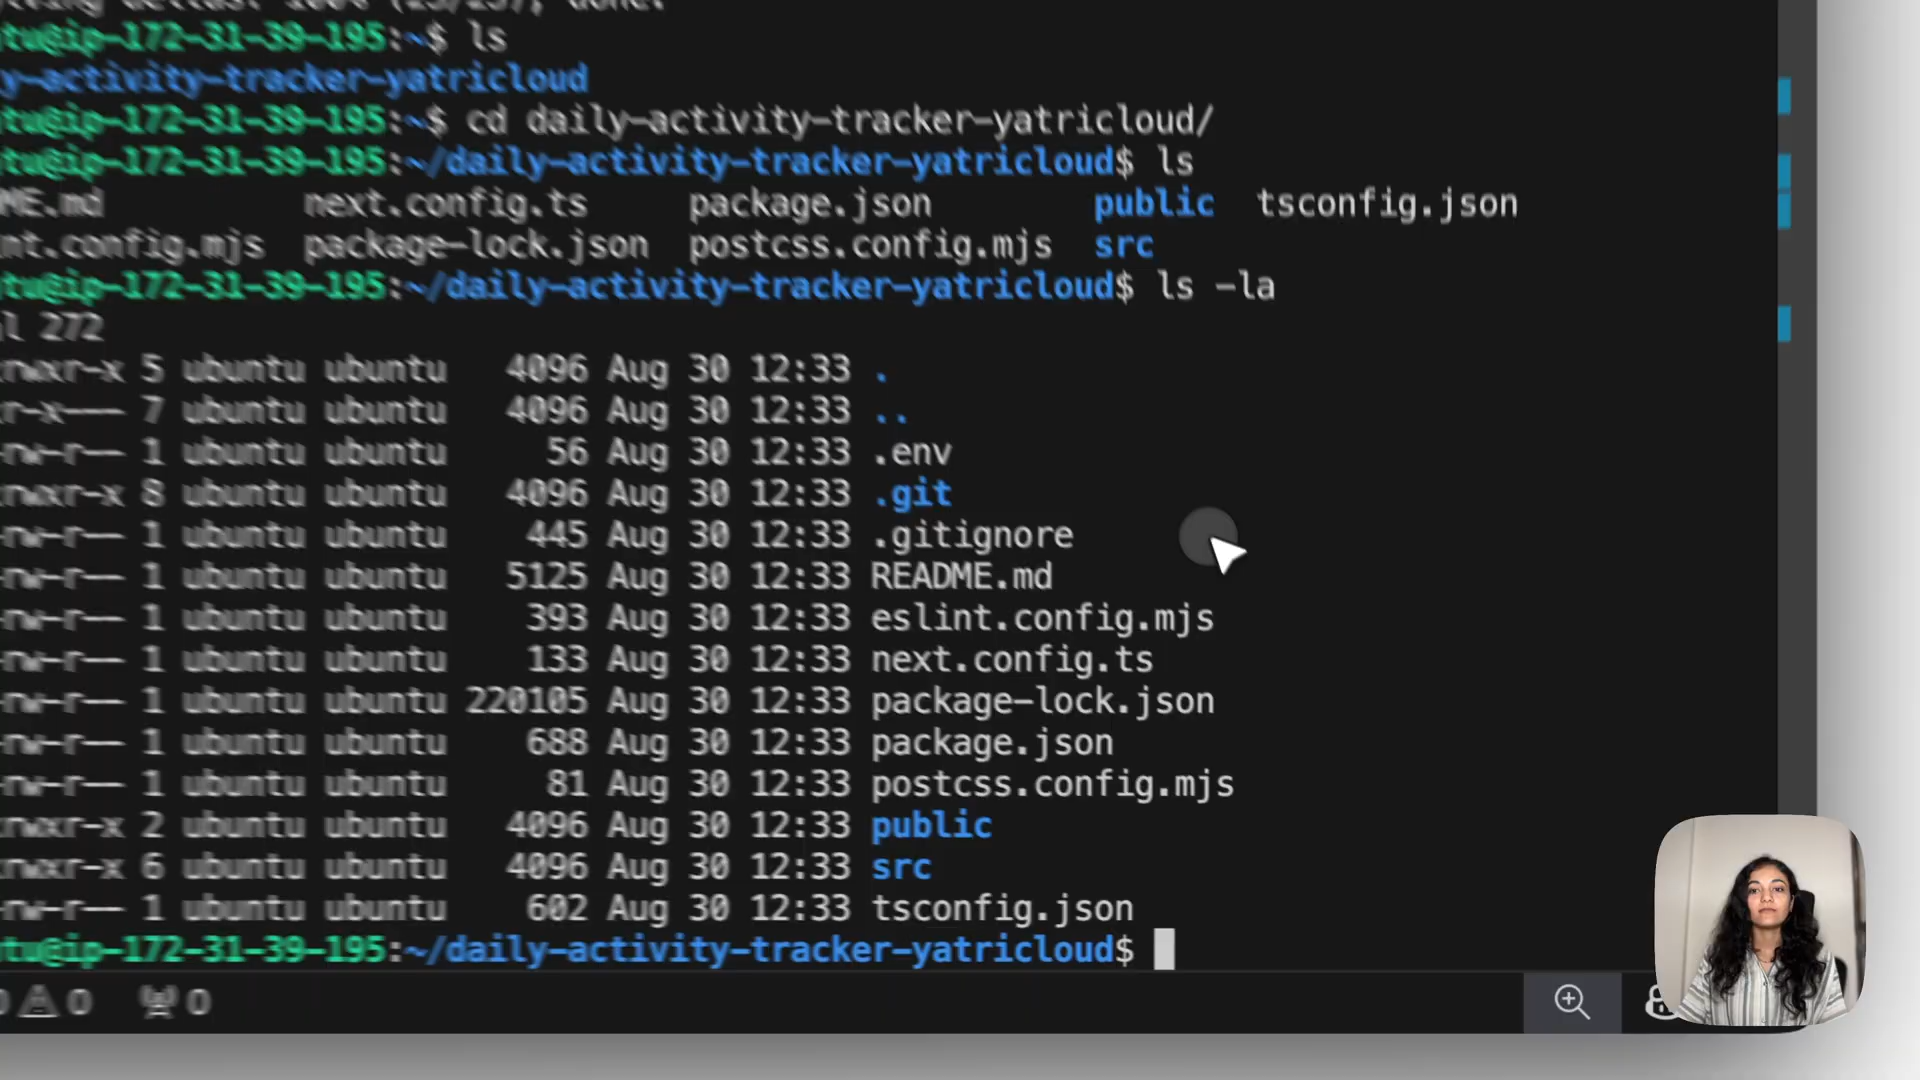 deltas: 100% done.
tu@ip-172-31-39-195:~$ ls
y-activity-tracker-yatricloud
tu@ip-172-31-39-195:~$ cd daily-activity-tracker-yatricloud/
tu@ip-172-31-39-195:~/daily-activity-tracker-yatricloud$ ls
ME.md next.config.ts package.json public tsconfig.json
nt.config.mjs package-lock.json postcss.config.mjs src
tu@ip-172-31-39-195:~/daily-activity-tracker-yatricloud$ ls -la
l 272
rwxr-x 5 ubuntu ubuntu 4096 Aug 30 12:33 .
r-x--- 7 ubuntu ubuntu 4096 Aug 30 12:33 ..
-rw-r-- 1 ubuntu ubuntu 56 Aug 30 12:33 .env
rwxr-x 8 ubuntu ubuntu 4096 Aug 30 12:33 .git
-rw-r-- 1 ubuntu ubuntu 445 Aug 30 12:33 .gitignore
-rw-r-- 1 ubuntu ubuntu 5125 Aug 30 12:33 README.md
-rw-r-- 1 ubuntu ubuntu 393 Aug 30 12:33 eslint.config.mjs
-rw-r-- 1 ubuntu ubuntu 133 Aug 30 12:33 next.config.ts
-rw-r-- 1 ubuntu ubuntu 220105 Aug 30 12:33 package-lock.json
-rw-r-- 1 ubuntu ubuntu 688 Aug 30 12:33 package.json
-rw-r-- 1 ubuntu ubuntu 81 Aug 30 12:33 postcss.config.mjs
rwxr-x 2 ubuntu ubuntu 4096 Aug 30 12:33 public
rwxr-x 6 ubuntu ubuntu 4096 Aug 30 12:33 src
-rw-r-- 1 ubuntu ubuntu 602 Aug 30 12:33 tsconfig.json
tu@ip-172-31-39-195:~/daily-activity-tracker-yatricloud$
0 0 0